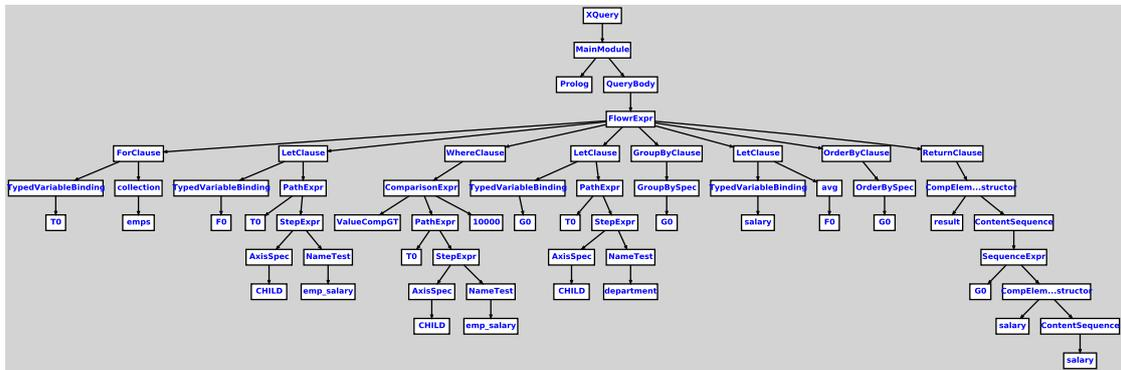 XQuery
MainModule
Prolog QueryBody
FlowrExpr
ForClause LetClause WhereClause LetClause GroupByClause LetClause OrderByClause ReturnClause
TypedVariableBinding collection TypedVariableBinding PathExpr ComparisonExpr TypedVariableBinding PathExpr GroupBySpec TypedVariableBinding avg OrderBySpec CompElem...structor
T0 emps F0 T0 StepExpr ValueCompGT PathExpr 10000 G0 T0 StepExpr G0 salary F0 G0 result ContentSequence
AxisSpec NameTest T0 StepExpr AxisSpec NameTest SequenceExpr
CHILD emp_salary AxisSpec NameTest CHILD department G0 CompElem...structor
CHILD emp_salary salary ContentSequence
salary